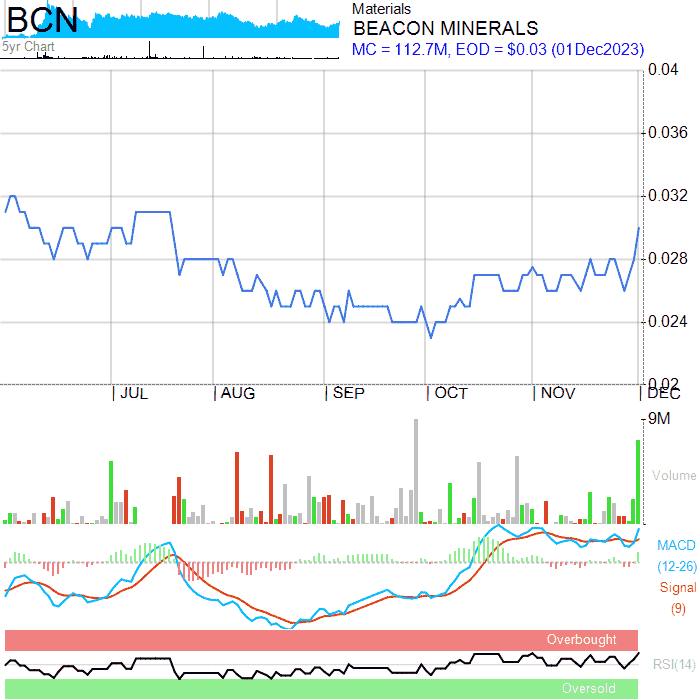 BCN
5yr Chart
Materials
BEACON MINERALS
MC = 112.7M, EOD = $0.03 (01Dec2023)
0.04
0.036
0.032
0.028
0.024
0.02
JUL AUG SEP OCT NOV DEC
9M
Volume
MACD
(12-26)
Signal
(9)
Overbought
RSI(14)
Oversold